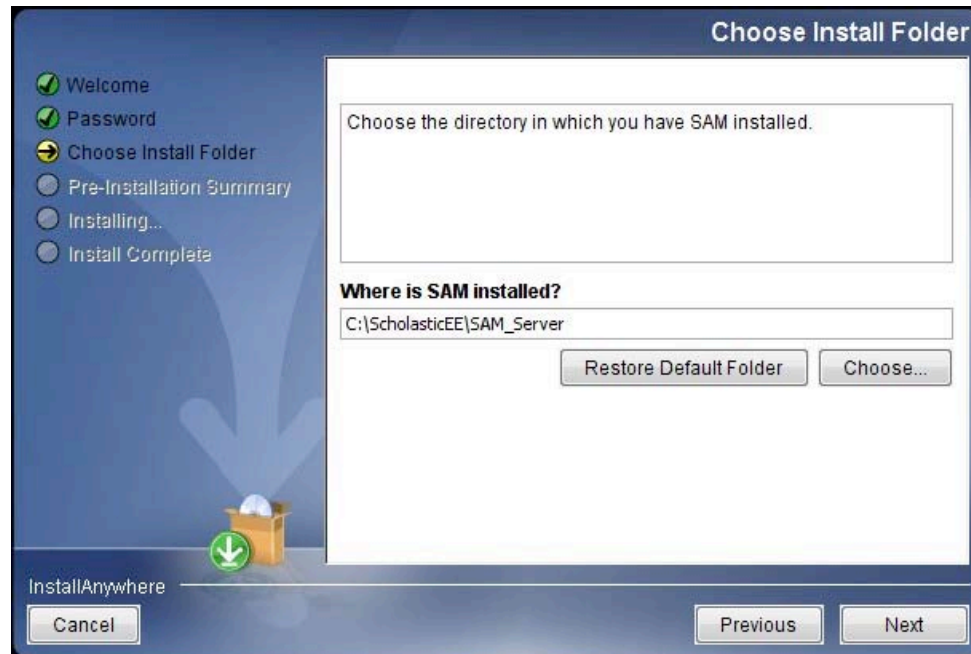 Choose Install Folder
Welcome
Password
Choose Install Folder
Pre-Installation Summary
Installing...
Install Complete
Choose the directory in which you have SAM installed.
Where is SAM installed?
C:\ScholasticEE\SAM_Server
Restore Default Folder
Choose...
InstallAnywhere
Cancel
Previous
Next